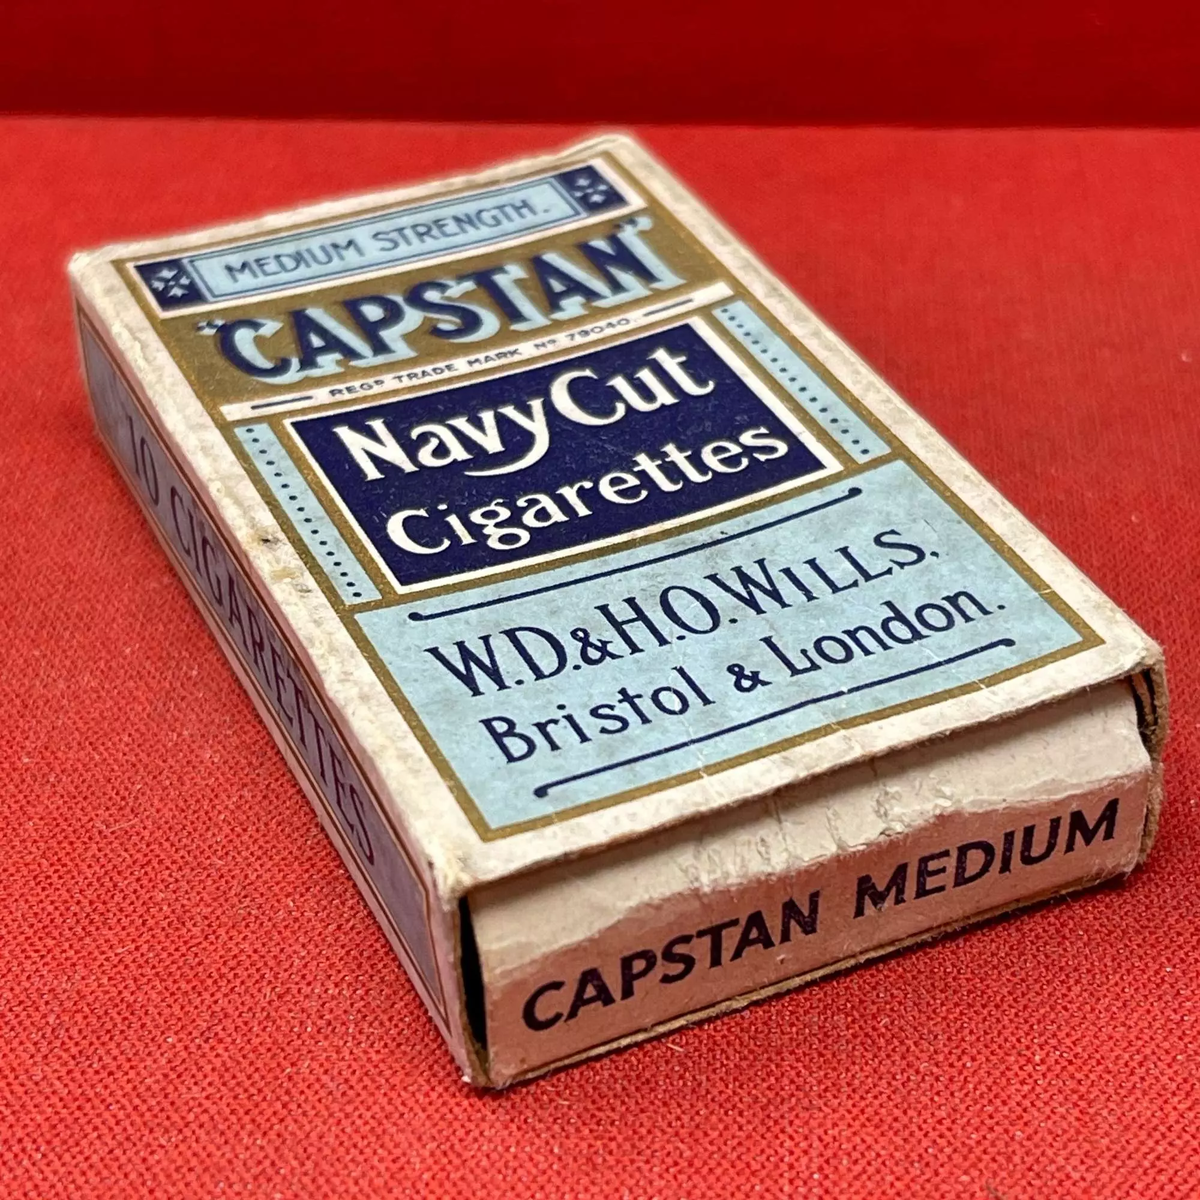 MEDIUM STRENGTH.
"CAPSTAN"
REGD TRADE MARK No 79040.
Navy Cut
Cigarettes
W.D.&H.O.WILLS,
Bristol & London.
CAPSTAN MEDIUM
10 CIGARETTES